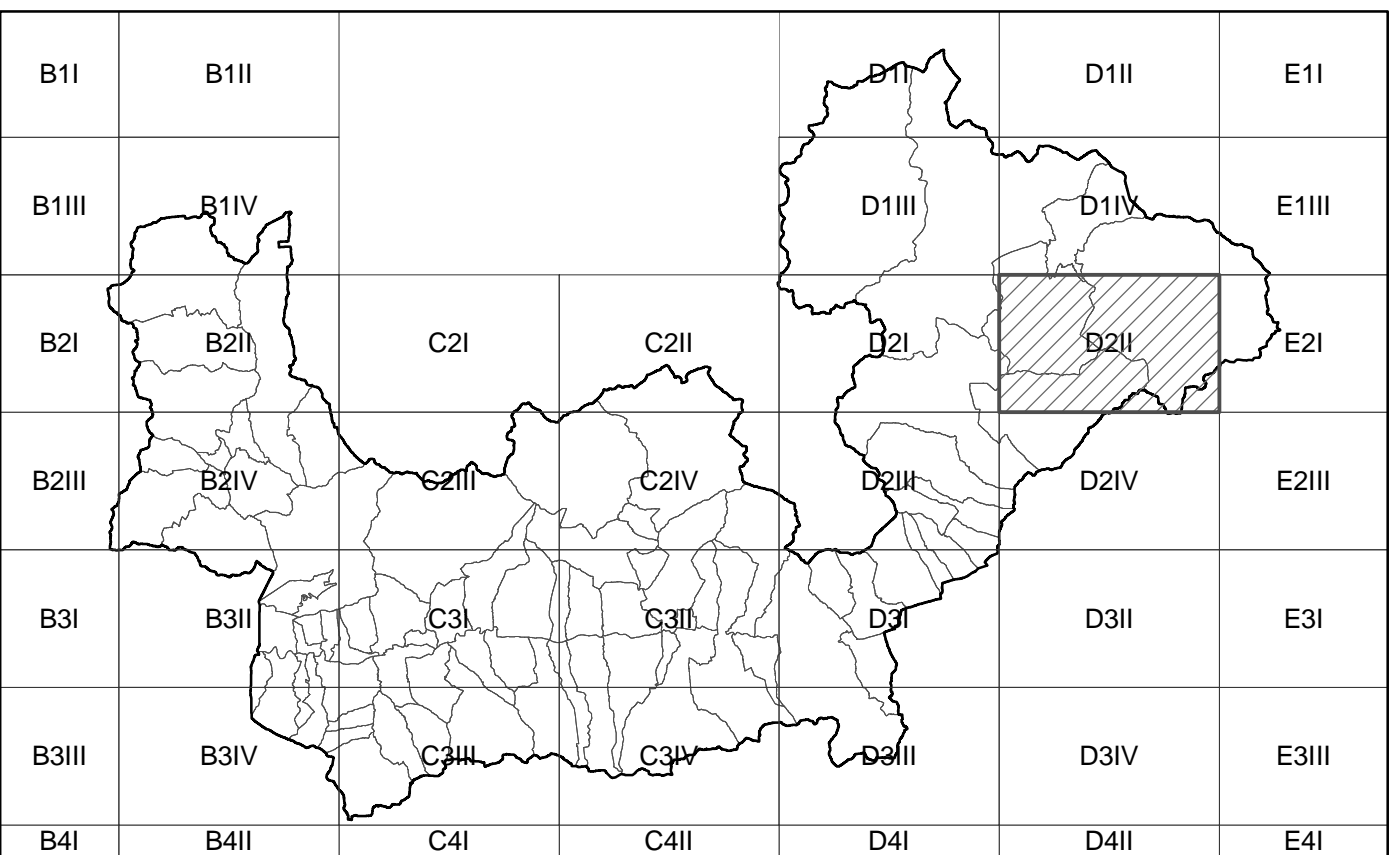 B1I B1II D1I D1II E1I
B1III B1IV D1III D1IV E1III
B2I B2II C2I C2II D2I D2II E2I
B2III B2IV C2III C2IV D2III D2IV E2III
B3I B3II C3I C3II D3I D3II E3I
B3III B3IV C3III C3IV D3III D3IV E3III
B4I B4II C4I C4II D4I D4II E4I